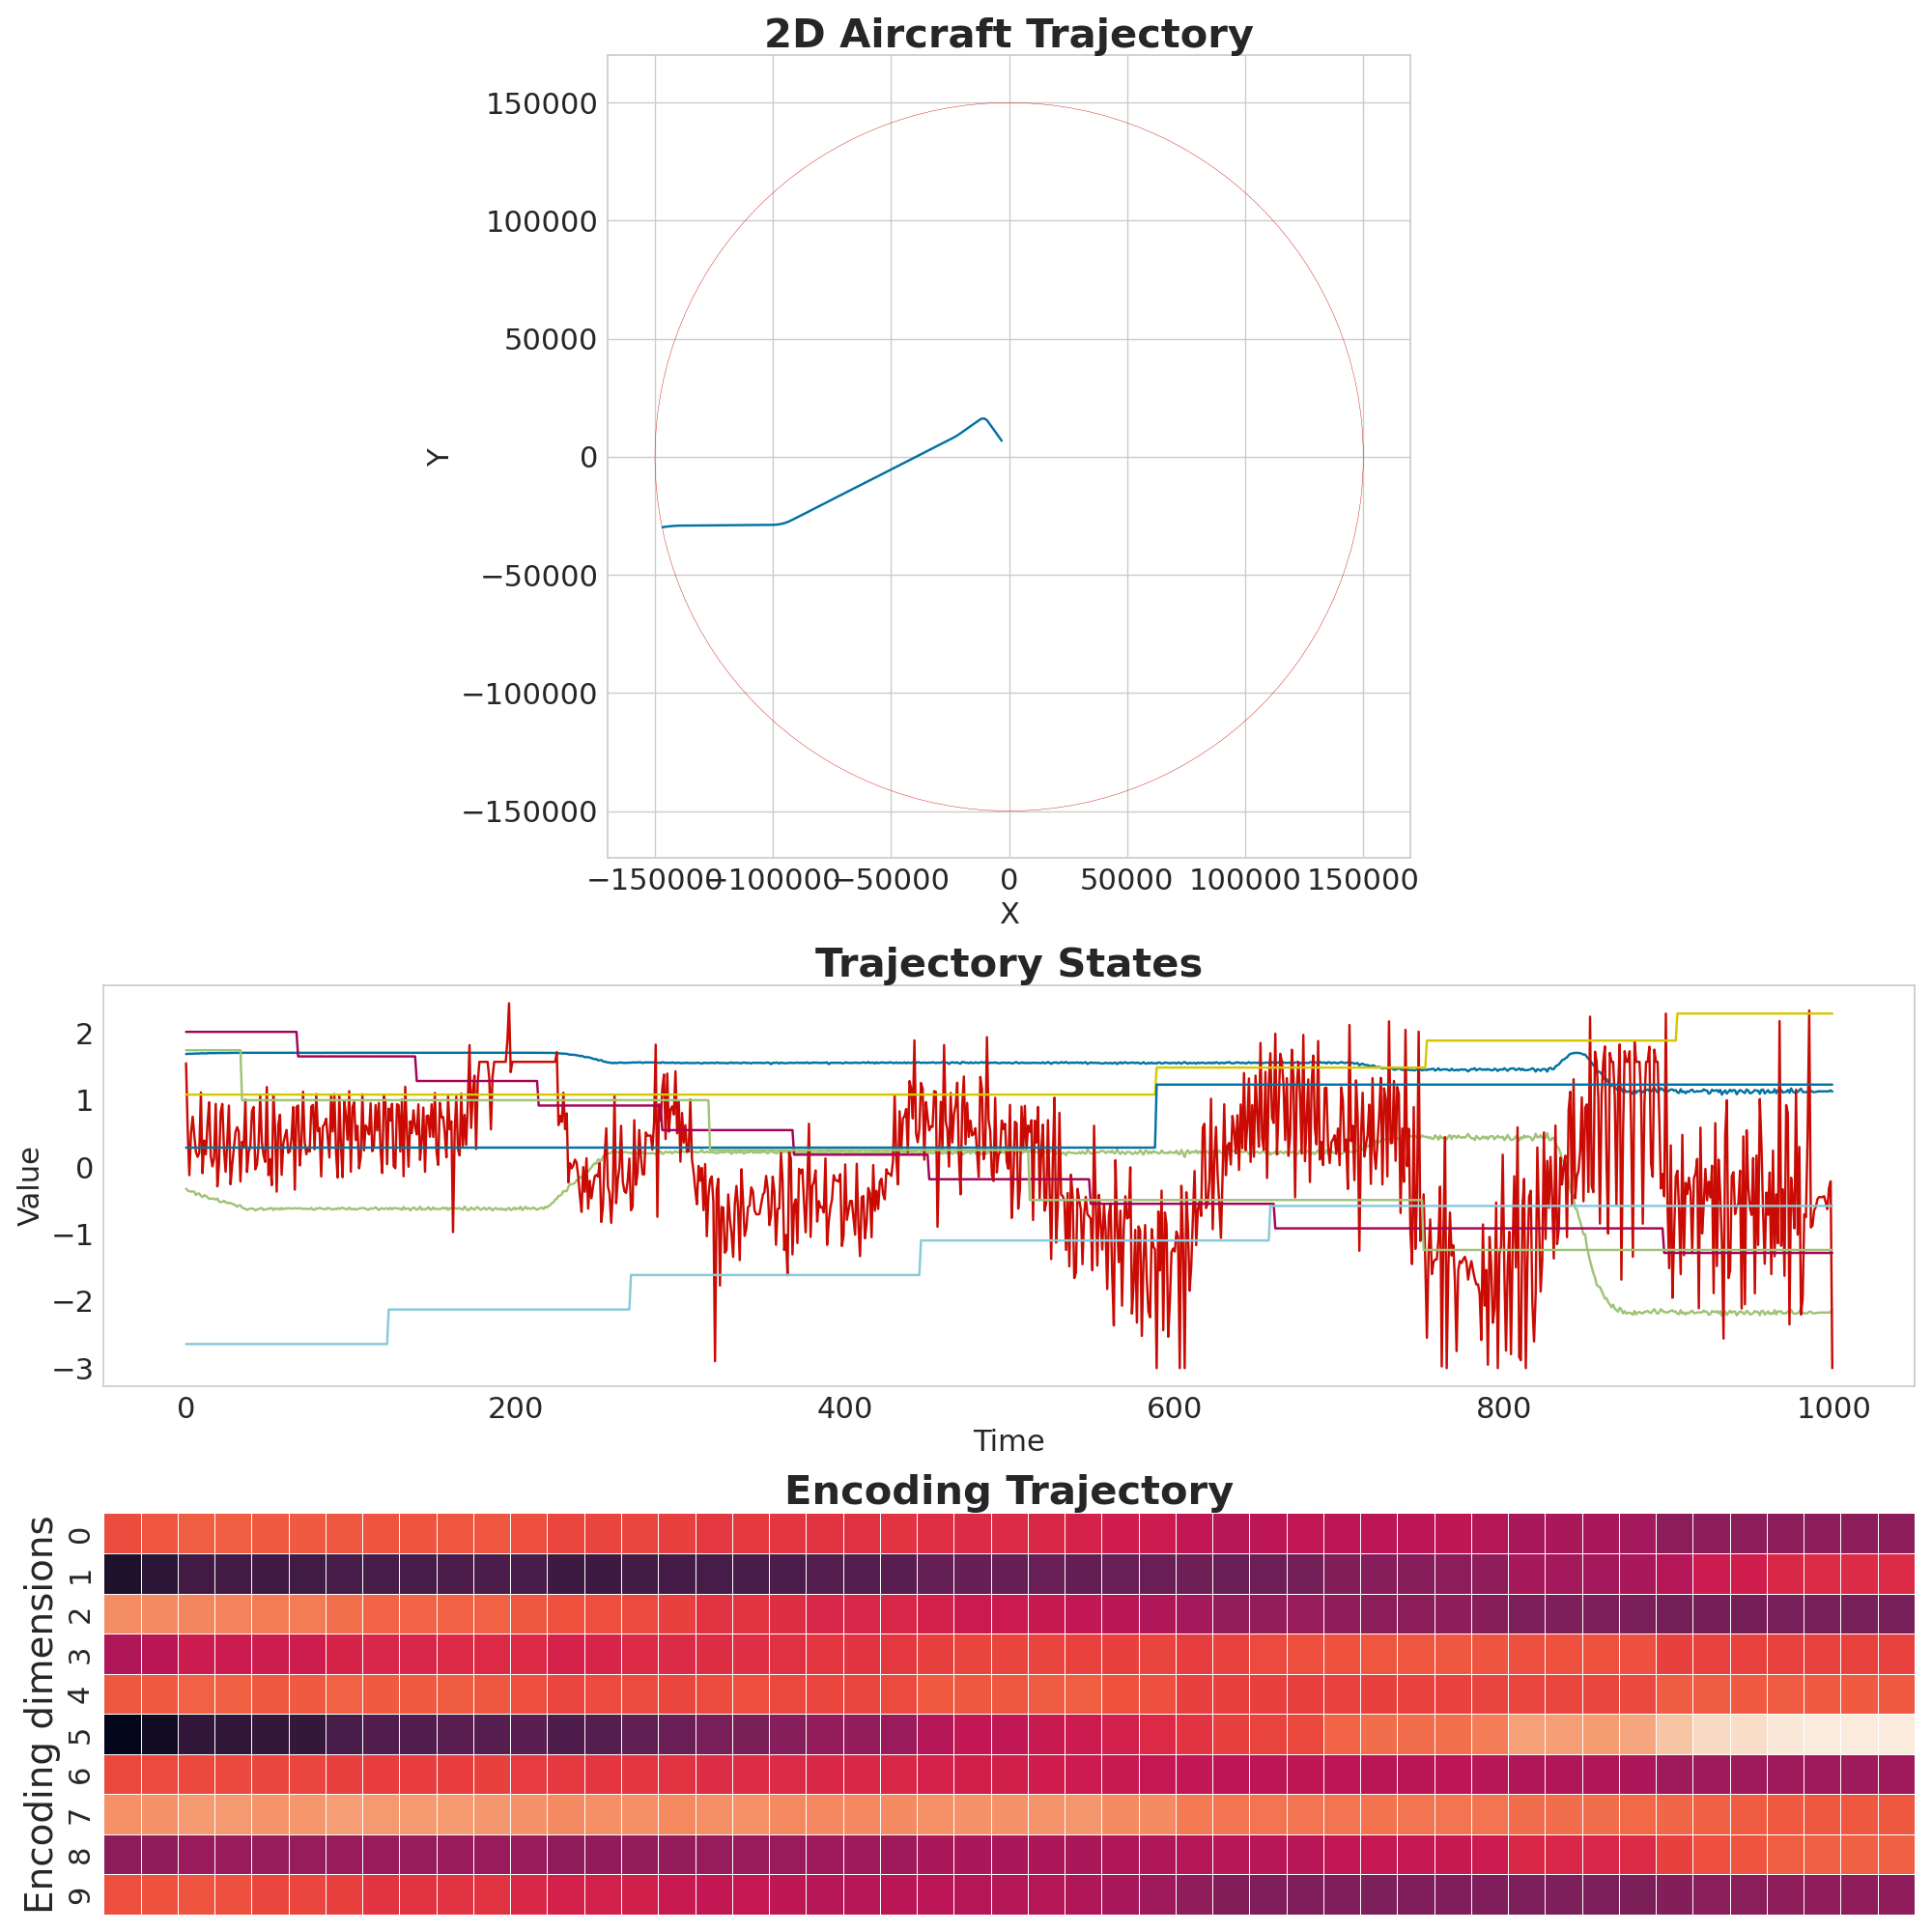 2D Aircraft Trajectory
150000
100000
50000
0
−50000
−100000
−150000
Y
−150000 −100000 −50000 0 50000 100000 150000
X
Trajectory States
2
1
0
−1
−2
−3
Value
0 200 400 600 800 1000
Time
Encoding Trajectory
Encoding dimensions
0
1
2
3
4
5
6
7
8
9